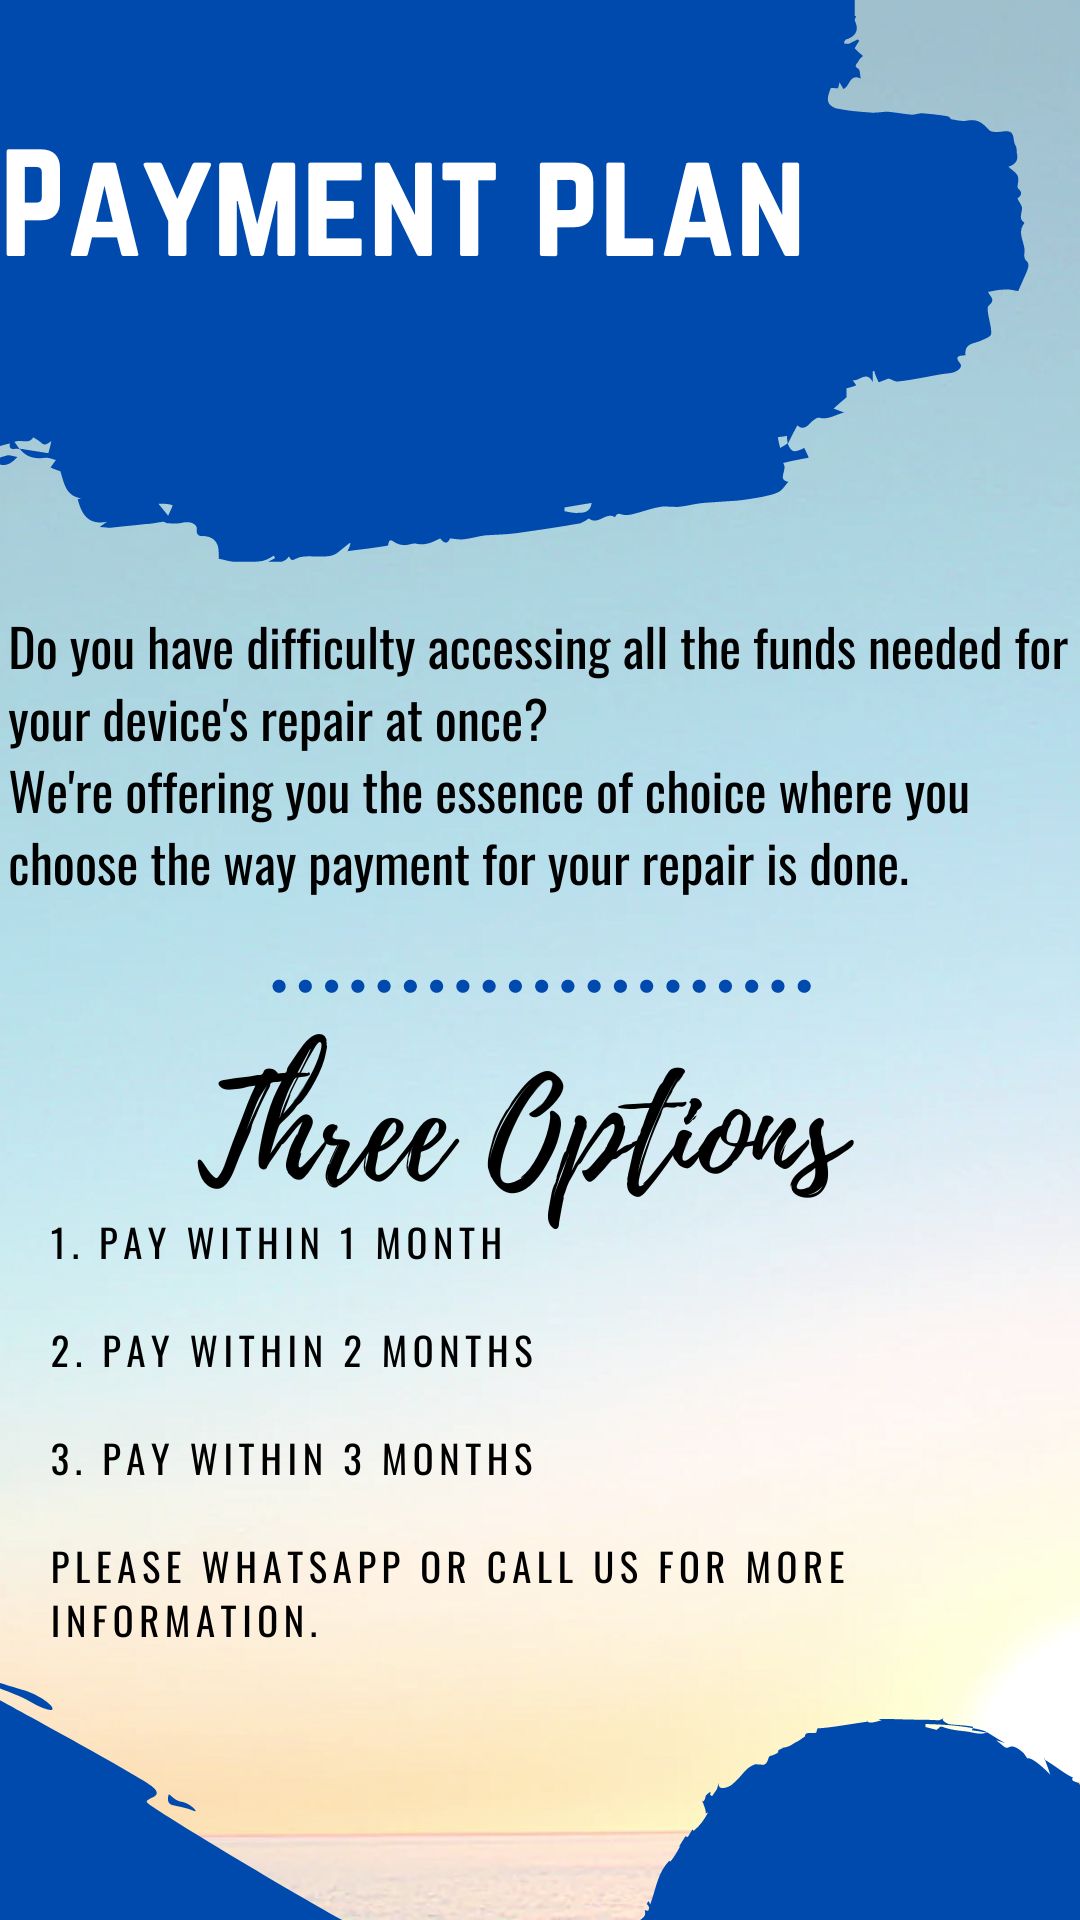 Payment plan
Do you have difficulty accessing all the funds needed for
your device's repair at once?
We're offering you the essence of choice where you
choose the way payment for your repair is done.
Three Options
1. PAY WITHIN 1 MONTH
2. PAY WITHIN 2 MONTHS
3. PAY WITHIN 3 MONTHS
PLEASE WHATSAPP OR CALL US FOR MORE
INFORMATION.